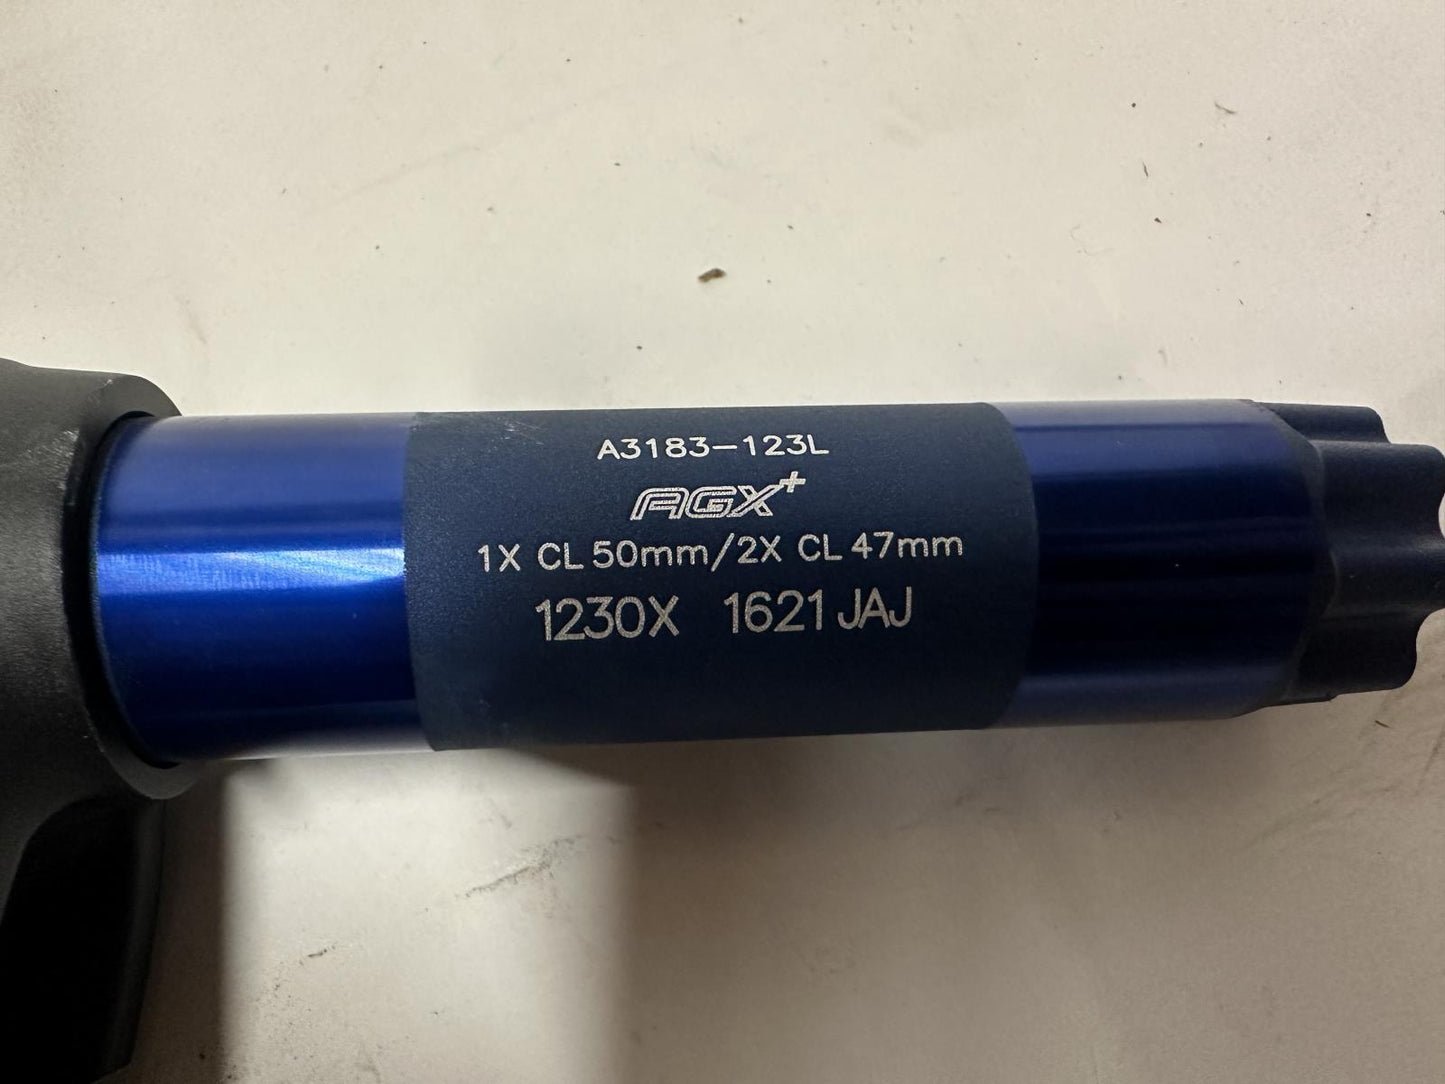 A3183-123L
AGX+
1X CL 50mm/2X CL 47mm
1230X 1621 JAJ